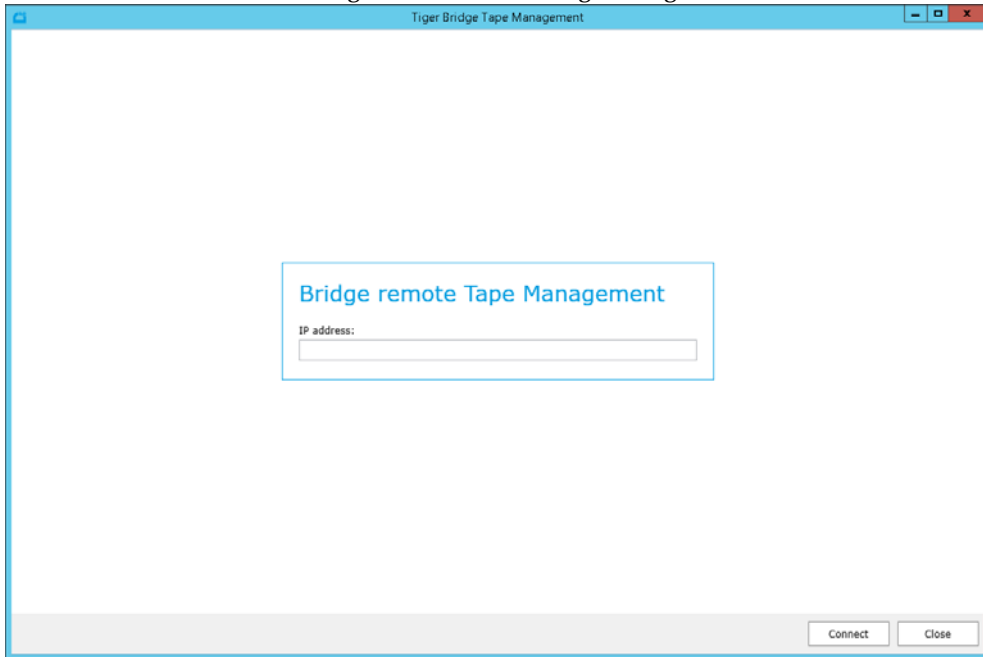 Tiger Bridge Tape Management
Bridge remote Tape Management
IP address:
Connect Close